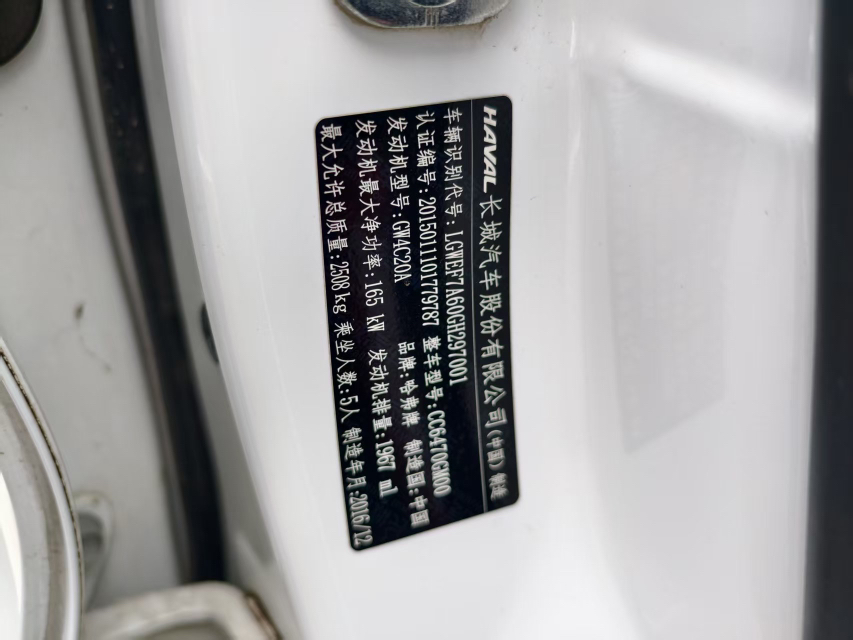 HAVAL 长城汽车股份有限公司(中国) 制造
车辆识别代号:LGWEF7A60GH297001
认证编号:2015011101779787 整车型号:CC6470GM00
发动机型号:GW4C20A 品牌:哈弗牌 制造国:中国
发动机最大净功率:165 kW 发动机排量:1967 ml
最大允许总质量:2508kg 乘坐人数:5人 制造年月:2016/12